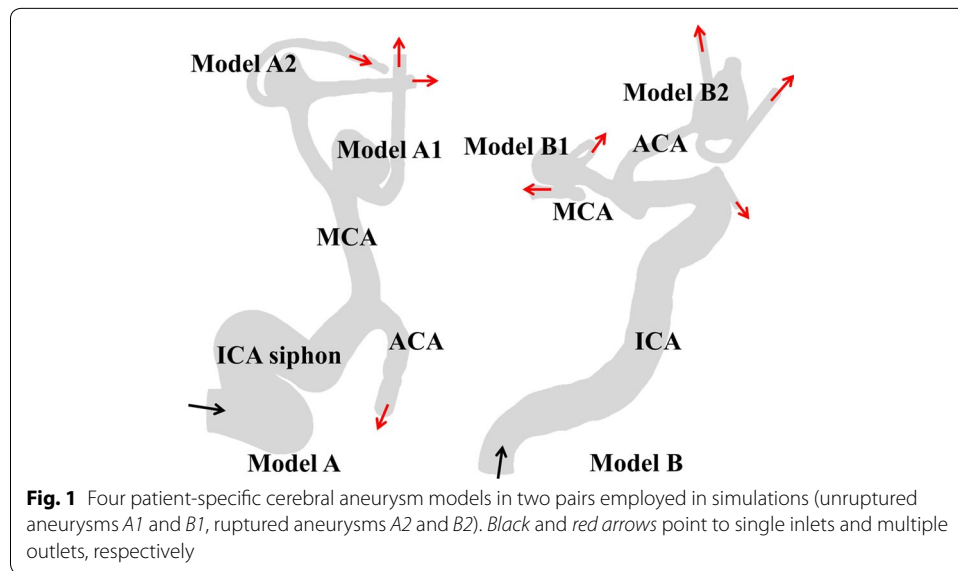 Model A2
Model B2
Model A1
Model B1
ACA
MCA
MCA
ICA siphon
ACA
ICA
Model A
Model B
Fig. 1 Four patient-specific cerebral aneurysm models in two pairs employed in simulations (unruptured
aneurysms A1 and B1, ruptured aneurysms A2 and B2). Black and red arrows point to single inlets and multiple
outlets, respectively